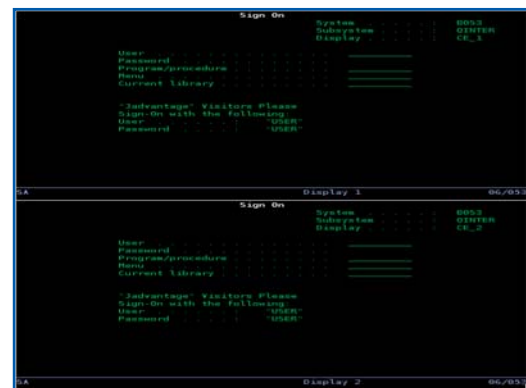 Sign On
System . . . . . : B053
Subsystem . . . . : QINTER
Display . . . . . : CE_1
User . . . . . . . . . . . . . .
Password . . . . . . . . . . . .
Program/procedure . . . . . . . .
Menu . . . . . . . . . . . . . .
Current library . . . . . . . . .
"Jadvantage" Visitors Please
Sign-On with the following:
User . . . . . : "USER"
Password . . . . : "USER"
SA Display 1 06/053
Sign On
System . . . . . : B053
Subsystem . . . . : QINTER
Display . . . . . : CE_2
User . . . . . . . . . . . . . .
Password . . . . . . . . . . . .
Program/procedure . . . . . . . .
Menu . . . . . . . . . . . . . .
Current library . . . . . . . . .
"Jadvantage" Visitors Please
Sign-On with the following:
User . . . . . : "USER"
Password . . . . : "USER"
SA Display 2 06/053